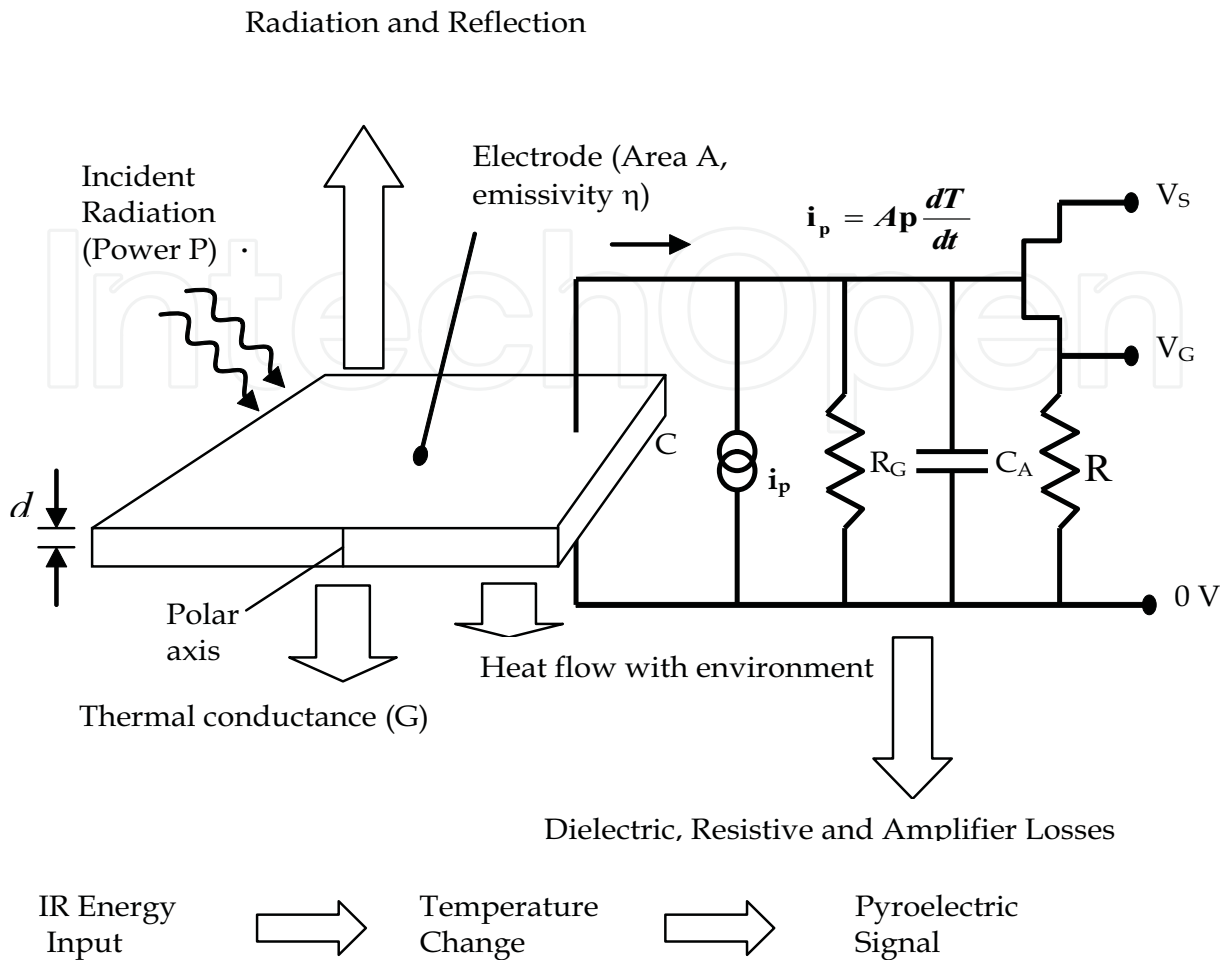 Radiation and Reflection
Incident
Radiation
(Power P) .
Electrode (Area A,
emissivity η)
i_p = Ap dT/dt
V_S
V_G
IntechOpen
C
i_p
R_G
C_A
R
d
0 V
Polar
axis
Heat flow with environment
Thermal conductance (G)
Dielectric, Resistive and Amplifier Losses
IR Energy
Input
Temperature
Change
Pyroelectric
Signal